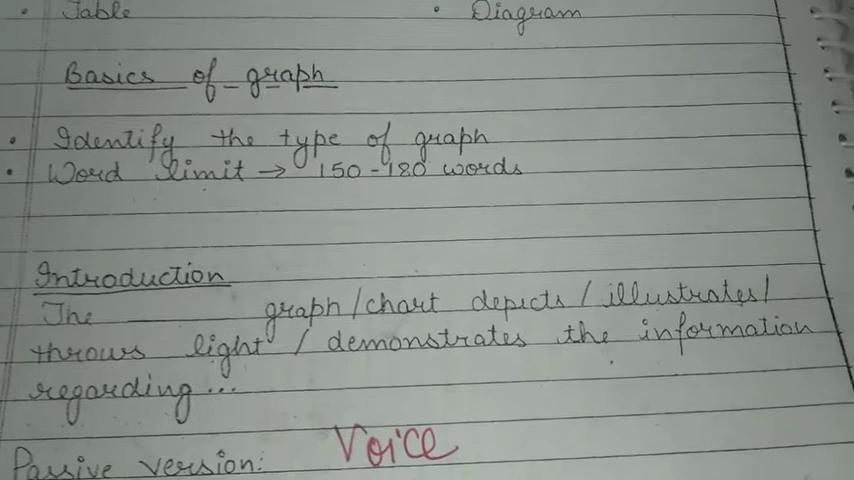 • Table • Diagram
Basics of graph
• Identify the type of graph
• Word limit → 150-180 words
Introduction
The graph/chart depicts/illustrates/
throws light / demonstrates the information
regarding...
Passive version: Voice